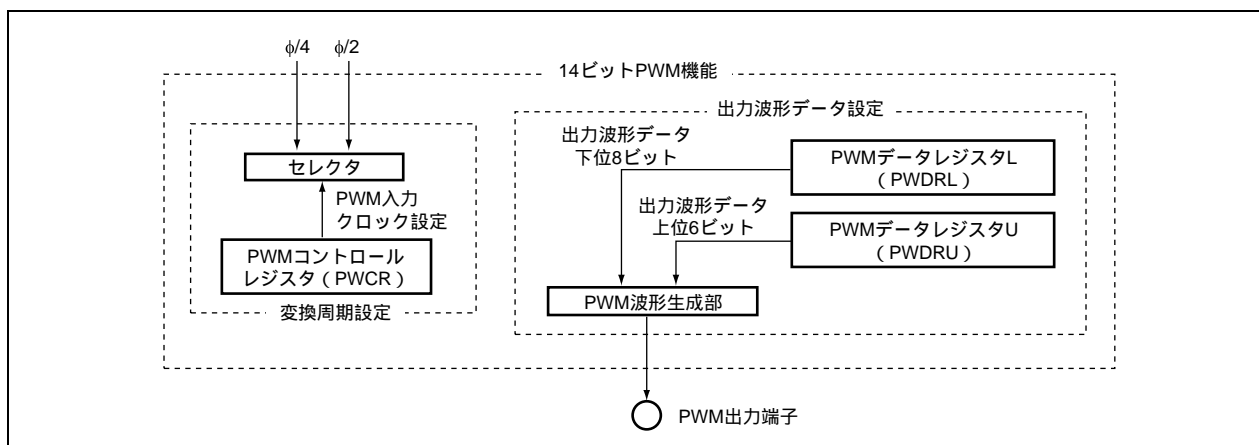 φ/4 φ/2
14ビットPWM機能
出力波形データ設定
出力波形データ
下位8ビット
PWMデータレジスタL
（PWDRL）
セレクタ
PWM入力
クロック設定
出力波形データ
上位6ビット
PWMデータレジスタU
（PWDRU）
PWMコントロール
レジスタ（PWCR）
変換周期設定
PWM波形生成部
PWM出力端子